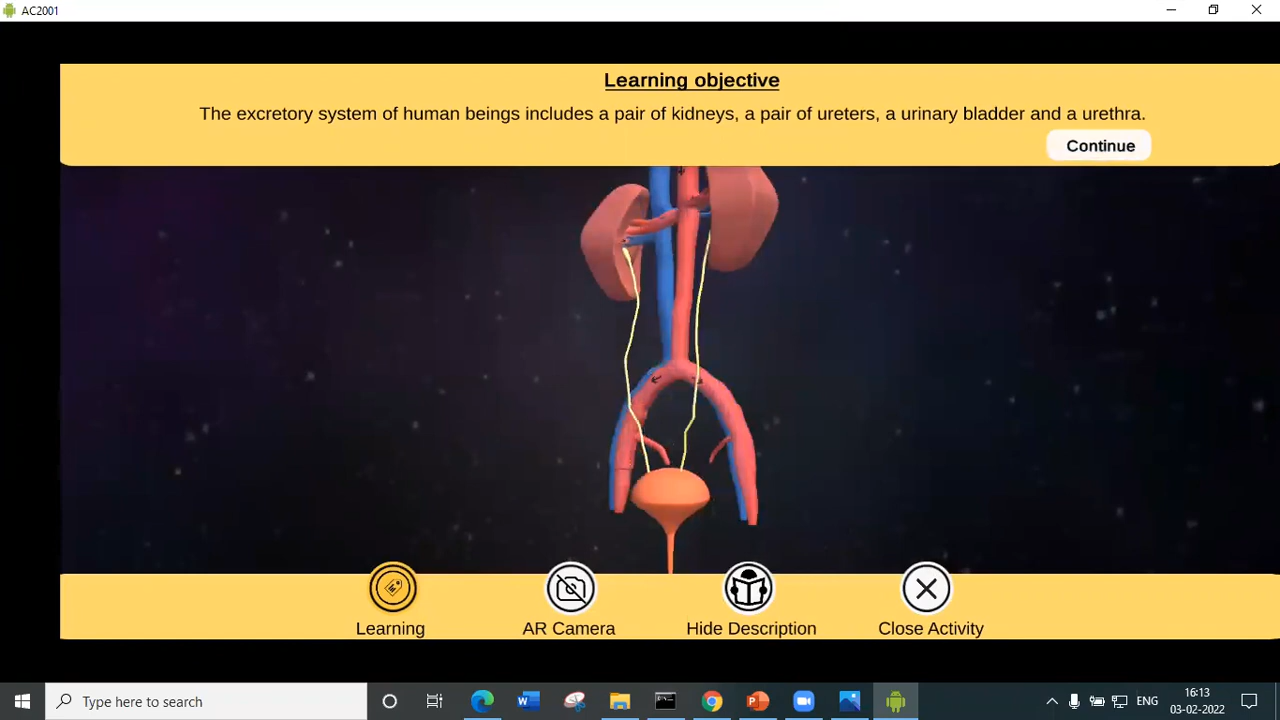 AC2001
Learning objective
The excretory system of human beings includes a pair of kidneys, a pair of ureters, a urinary bladder and a urethra.
Continue
Learning
AR Camera
Hide Description
Close Activity
Type here to search
ENG
16:13
03-02-2022